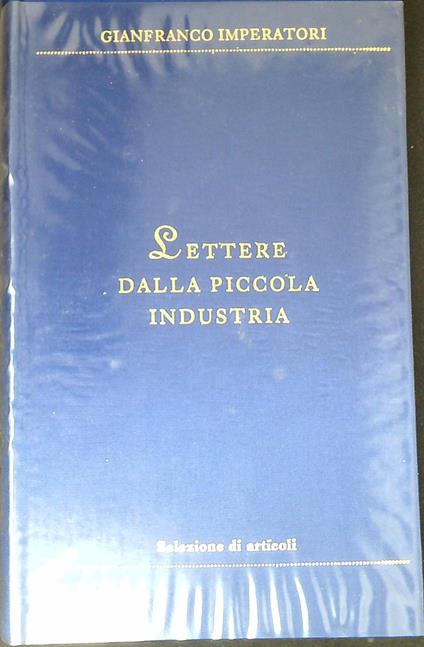 GIANFRANCO IMPERATORI
LETTERE
DALLA PICCOLA
INDUSTRIA
Selezione di articoli